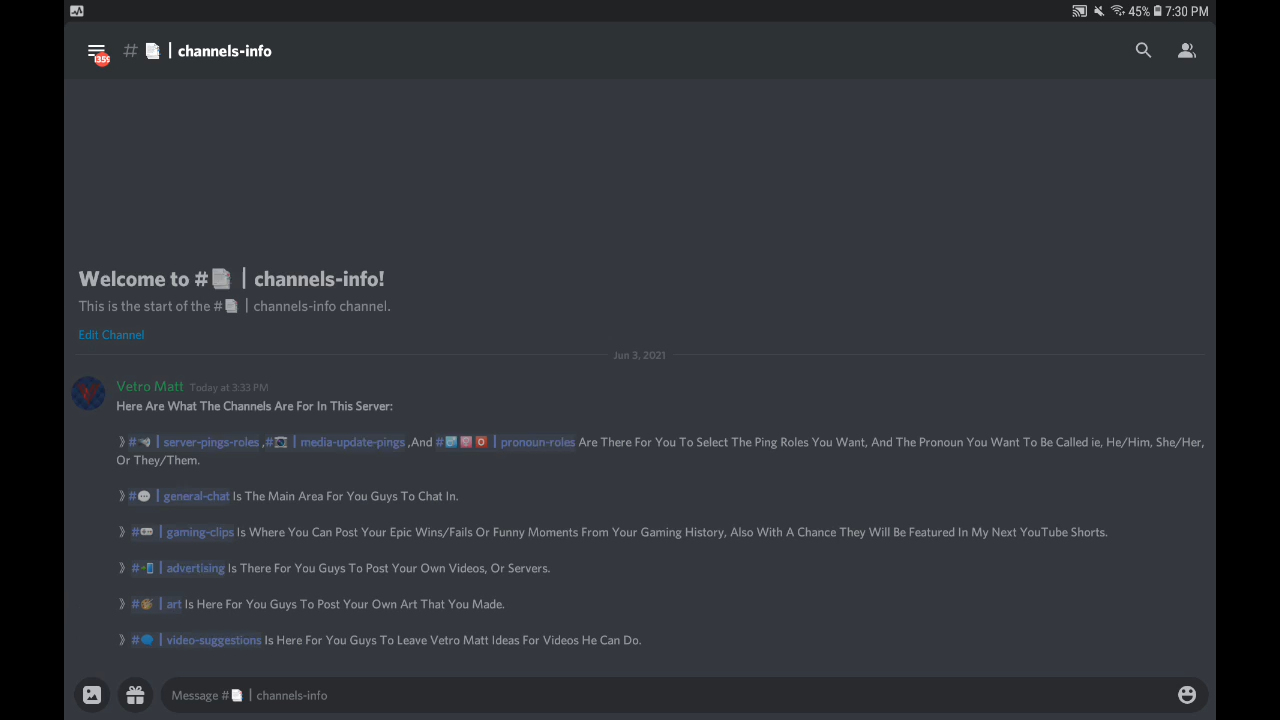 45% 7:30 PM
# | channels-info
Welcome to # | channels-info!
This is the start of the # | channels-info channel.
Edit Channel
Jun 3, 2021
Vetro Matt Today at 3:33 PM
Here Are What The Channels Are For In This Server:
》# | server-pings-roles ,# | media-update-pings ,And # | pronoun-roles Are There For You To Select The Ping Roles You Want, And The Pronoun You Want To Be Called ie, He/Him, She/Her,
Or They/Them.
》# | general-chat Is The Main Area For You Guys To Chat In.
》 # | gaming-clips Is Where You Can Post Your Epic Wins/Fails Or Funny Moments From Your Gaming History, Also With A Chance They Will Be Featured In My Next YouTube Shorts.
》 # | advertising Is There For You Guys To Post Your Own Videos, Or Servers.
》 # | art Is Here For You Guys To Post Your Own Art That You Made.
》 # | video-suggestions Is Here For You Guys To Leave Vetro Matt Ideas For Videos He Can Do.
Message # | channels-info